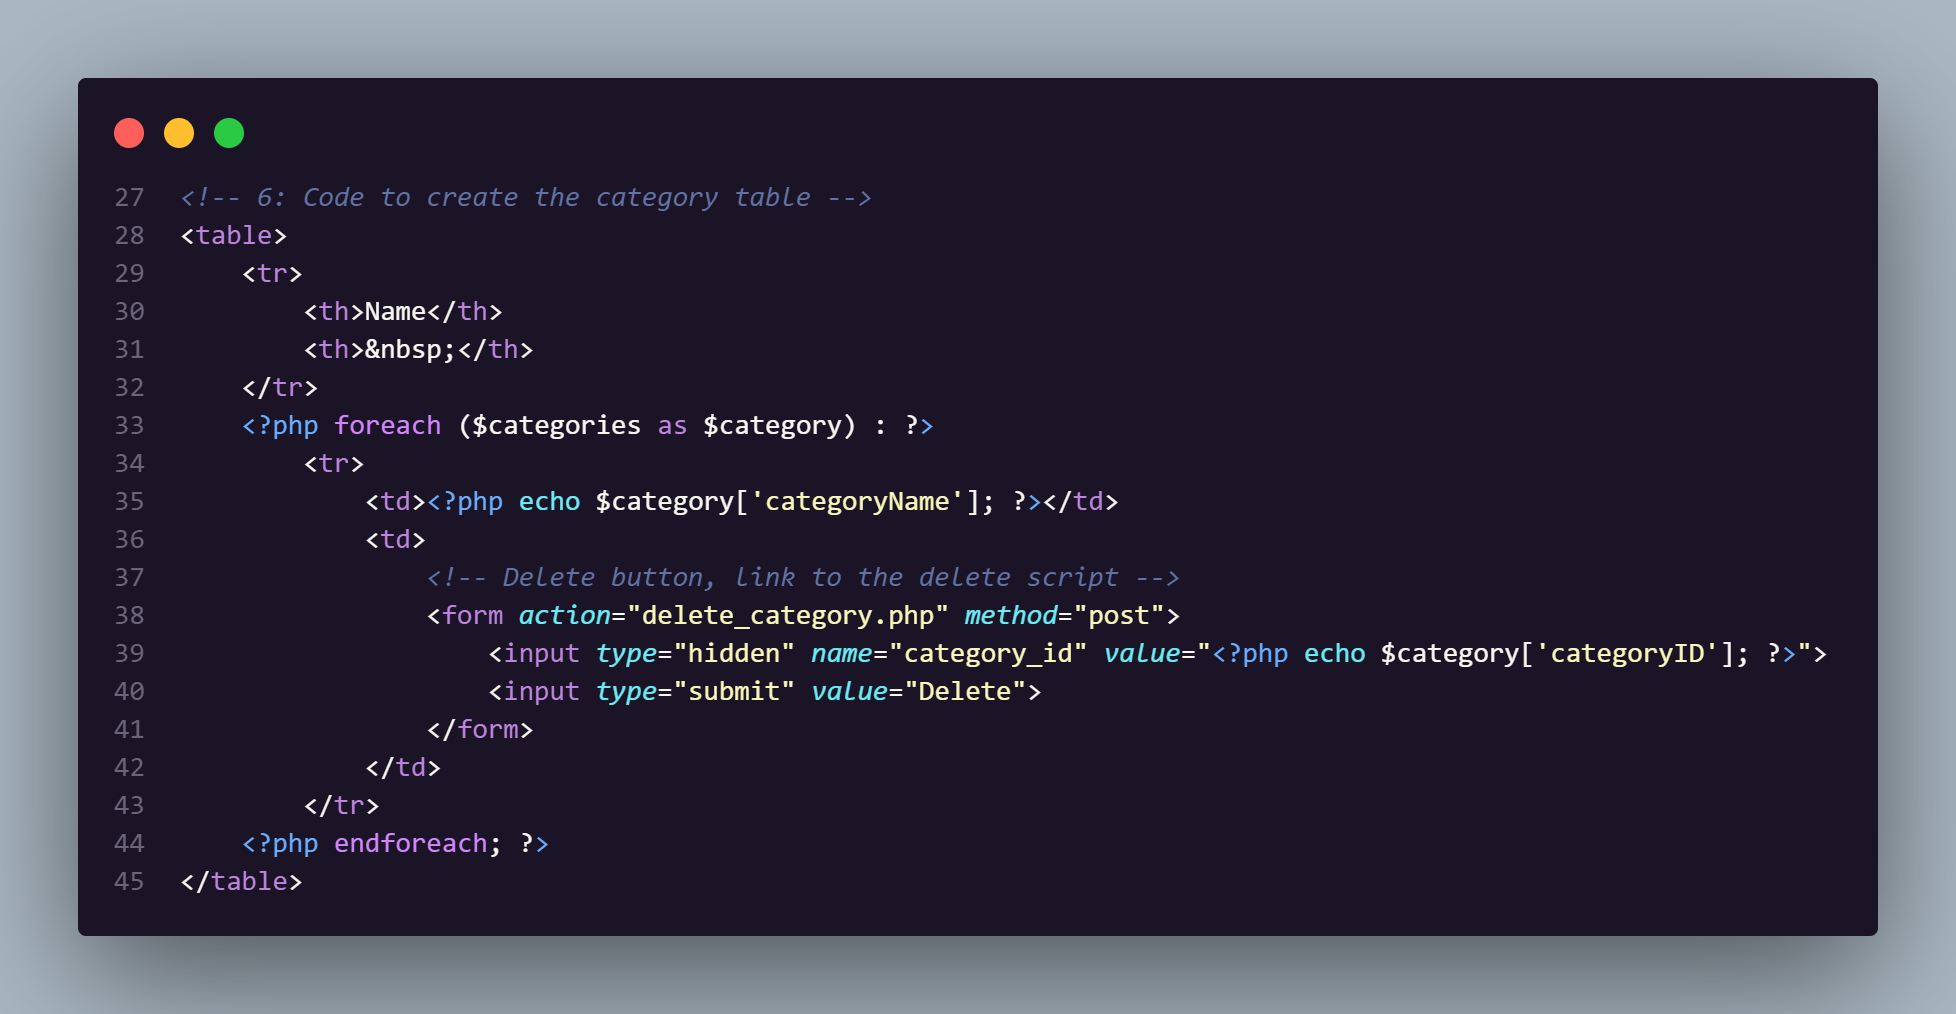 27 <!-- 6: Code to create the category table -->
28 <table>
29     <tr>
30         <th>Name</th>
31         <th>&nbsp;</th>
32     </tr>
33     <?php foreach ($categories as $category) : ?>
34         <tr>
35             <td><?php echo $category['categoryName']; ?></td>
36             <td>
37                 <!-- Delete button, link to the delete script -->
38                 <form action="delete_category.php" method="post">
39                     <input type="hidden" name="category_id" value="<?php echo $category['categoryID']; ?>">
40                     <input type="submit" value="Delete">
41                 </form>
42             </td>
43         </tr>
44     <?php endforeach; ?>
45 </table>